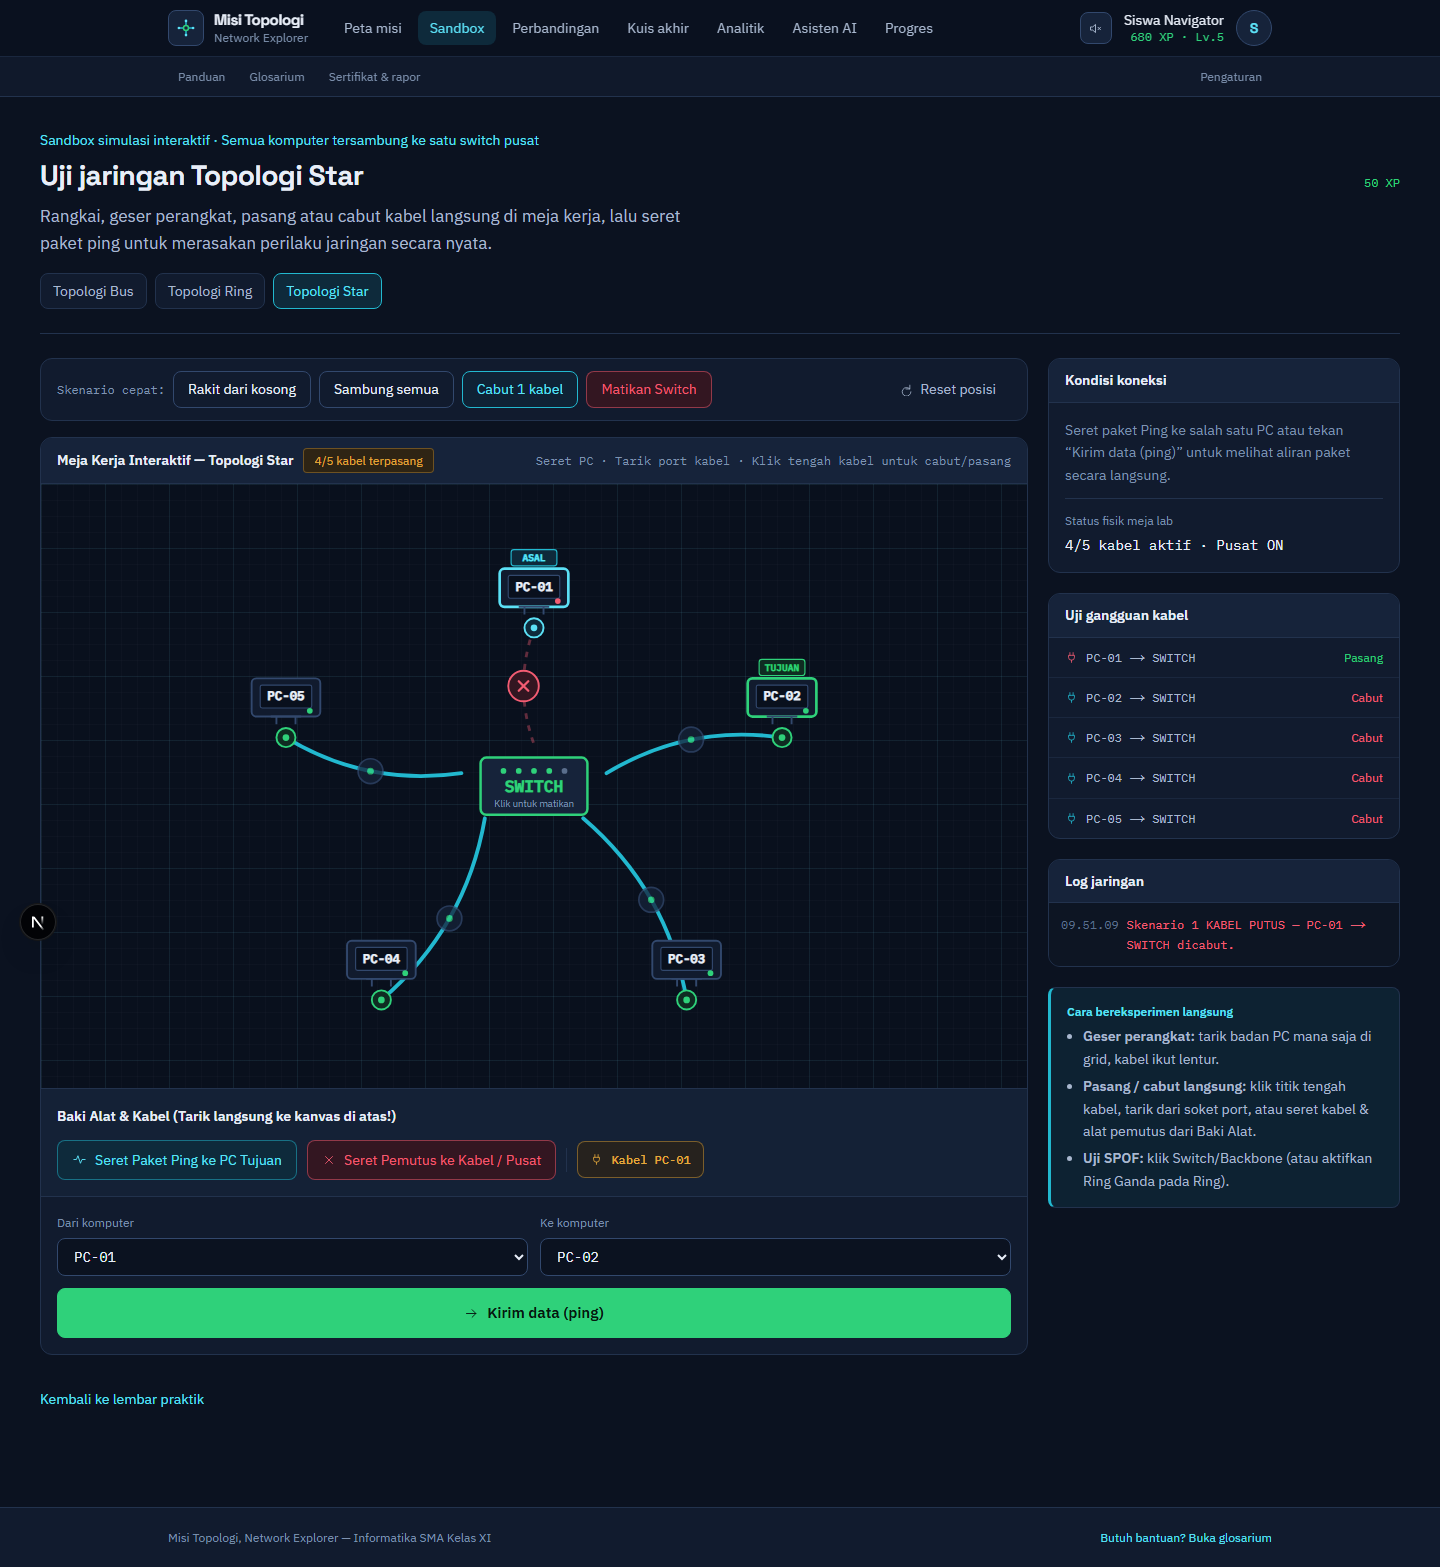 Misi Topologi
Network Explorer
Peta misi
Sandbox
Perbandingan
Kuis akhir
Analitik
Asisten AI
Progres
Siswa Navigator
680 XP · Lv.5
S
Panduan
Glosarium
Sertifikat & rapor
Pengaturan
Sandbox simulasi interaktif · Semua komputer tersambung ke satu switch pusat
Uji jaringan Topologi Star
50 XP
Rangkai, geser perangkat, pasang atau cabut kabel langsung di meja kerja, lalu seret
paket ping untuk merasakan perilaku jaringan secara nyata.
Topologi Bus
Topologi Ring
Topologi Star
Skenario cepat:
Rakit dari kosong
Sambung semua
Cabut 1 kabel
Matikan Switch
Reset posisi
Meja Kerja Interaktif — Topologi Star
4/5 kabel terpasang
Seret PC · Tarik port kabel · Klik tengah kabel untuk cabut/pasang
ASAL
PC-01
TUJUAN
PC-02
PC-05
SWITCH
Klik untuk matikan
PC-04
PC-03
Baki Alat & Kabel (Tarik langsung ke kanvas di atas!)
Seret Paket Ping ke PC Tujuan
Seret Pemutus ke Kabel / Pusat
Kabel PC-01
Dari komputer
Ke komputer
PC-01
PC-02
→ Kirim data (ping)
Kembali ke lembar praktik
Kondisi koneksi
Seret paket Ping ke salah satu PC atau tekan
“Kirim data (ping)” untuk melihat aliran paket
secara langsung.
Status fisik meja lab
4/5 kabel aktif · Pusat ON
Uji gangguan kabel
PC-01 → SWITCH Pasang
PC-02 → SWITCH Cabut
PC-03 → SWITCH Cabut
PC-04 → SWITCH Cabut
PC-05 → SWITCH Cabut
Log jaringan
09.51.09 Skenario 1 KABEL PUTUS — PC-01 →
SWITCH dicabut.
Cara bereksperimen langsung
• Geser perangkat: tarik badan PC mana saja di
grid, kabel ikut lentur.
• Pasang / cabut langsung: klik titik tengah
kabel, tarik dari soket port, atau seret kabel &
alat pemutus dari Baki Alat.
• Uji SPOF: klik Switch/Backbone (atau aktifkan
Ring Ganda pada Ring).
N
Misi Topologi, Network Explorer — Informatika SMA Kelas XI
Butuh bantuan? Buka glosarium